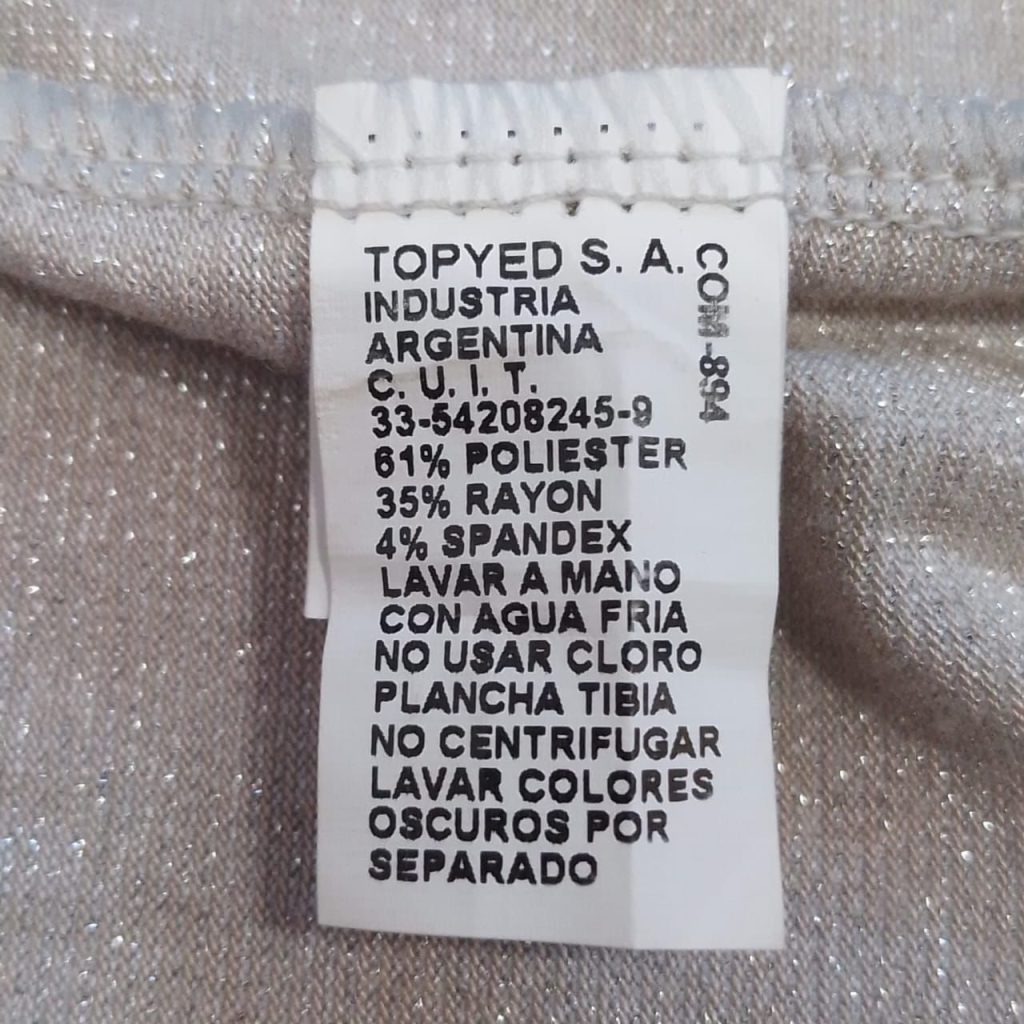 TOPYED S. A.
INDUSTRIA
ARGENTINA
C. U. I. T.
33-54208245-9
61% POLIESTER
35% RAYON
4% SPANDEX
LAVAR A MANO
CON AGUA FRIA
NO USAR CLORO
PLANCHA TIBIA
NO CENTRIFUGAR
LAVAR COLORES
OSCUROS POR
SEPARADO
COM-894